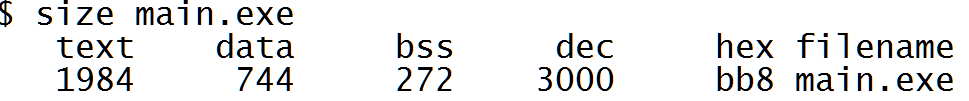 $ size main.exe
text data bss dec hex filename
1984 744 272 3000 bb8 main.exe